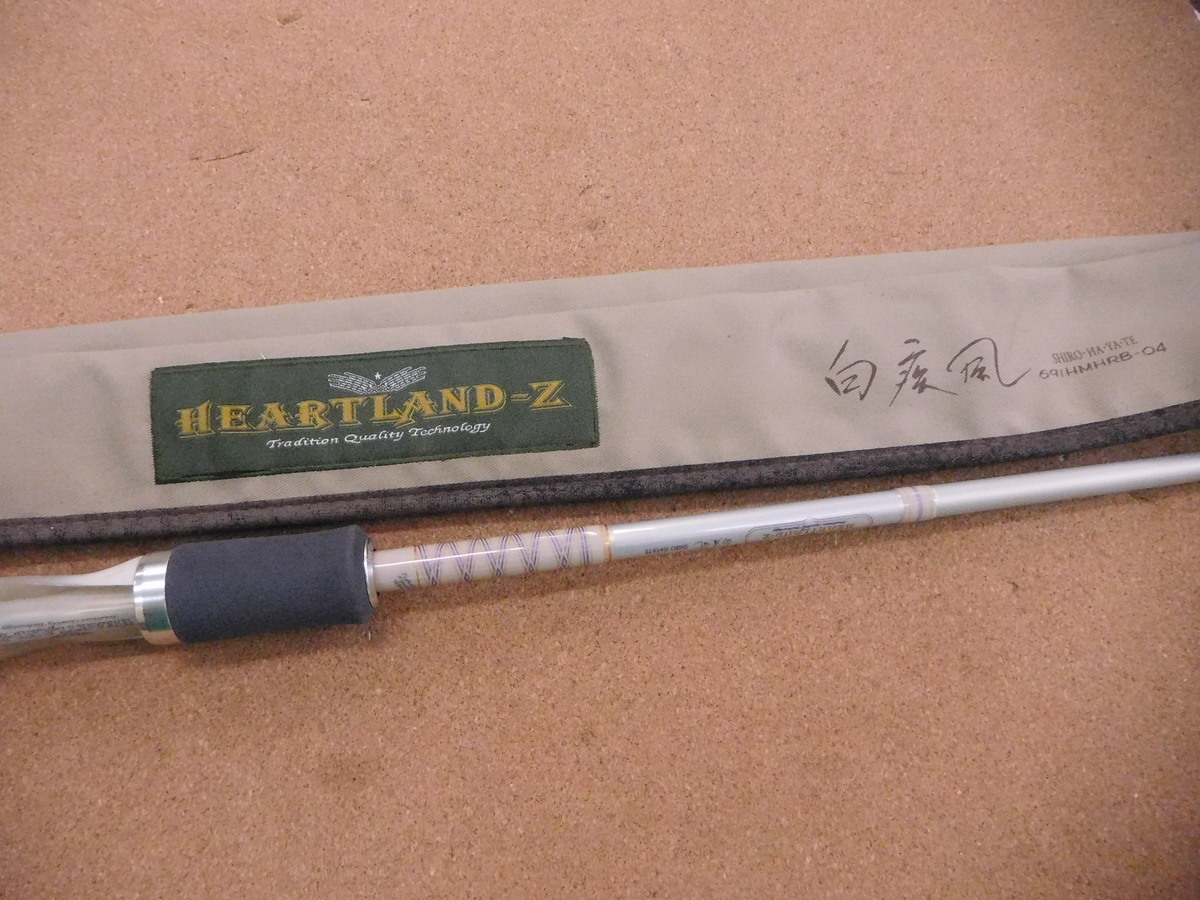 HEARTLAND-Z
Tradition Quality Technology
白疾風
SHIRO-HA-YA-TE
691HMHRB-04